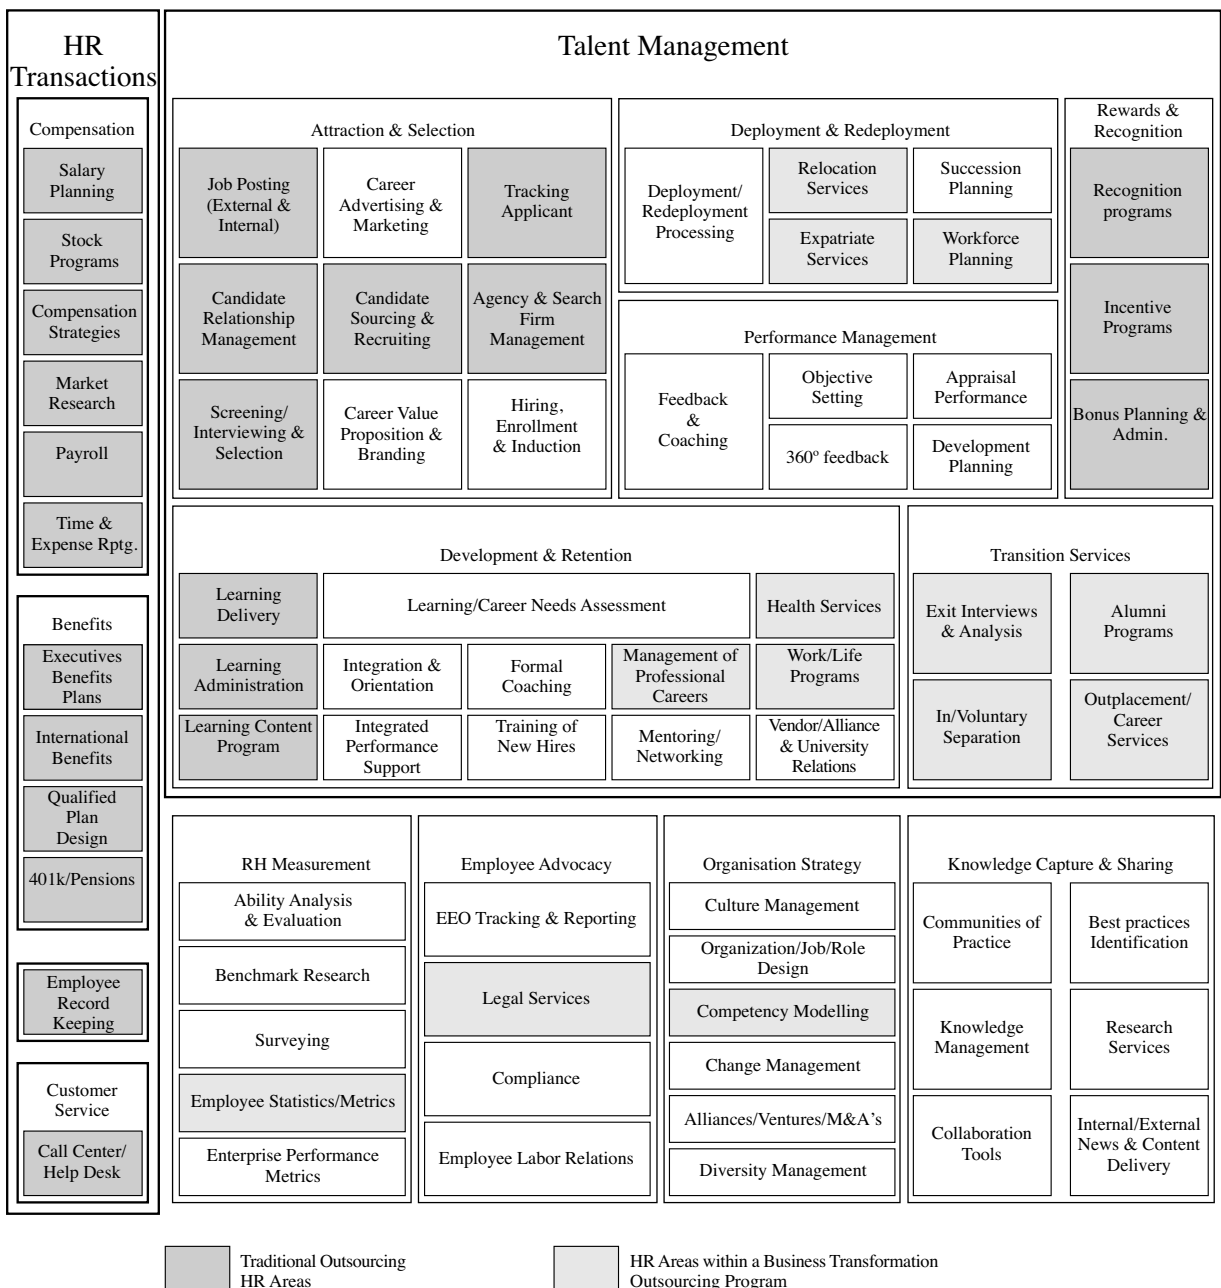 HR
Transactions
Compensation
Salary
Planning
Stock
Programs
Compensation
Strategies
Market
Research
Payroll
Time &
Expense Rptg.
Benefits
Executives
Benefits
Plans
International
Benefits
Qualified
Plan
Design
401k/Pensions
Employee
Record
Keeping
Customer
Service
Call Center/
Help Desk
Talent Management
Attraction & Selection
Job Posting
(External &
Internal)
Career
Advertising &
Marketing
Tracking
Applicant
Candidate
Relationship
Management
Candidate
Sourcing &
Recruiting
Agency & Search
Firm
Management
Screening/
Interviewing &
Selection
Career Value
Proposition &
Branding
Hiring,
Enrollment
& Induction
Deployment & Redeployment
Deployment/
Redeployment
Processing
Relocation
Services
Succession
Planning
Expatriate
Services
Workforce
Planning
Performance Management
Feedback
&
Coaching
Objective
Setting
Appraisal
Performance
360º feedback
Development
Planning
Rewards &
Recognition
Recognition
programs
Incentive
Programs
Bonus Planning &
Admin.
Development & Retention
Learning
Delivery
Learning/Career Needs Assessment
Health Services
Learning
Administration
Integration &
Orientation
Formal
Coaching
Management of
Professional
Careers
Work/Life
Programs
Learning Content
Program
Integrated
Performance
Support
Training of
New Hires
Mentoring/
Networking
Vendor/Alliance
& University
Relations
Transition Services
Exit Interviews
& Analysis
Alumni
Programs
In/Voluntary
Separation
Outplacement/
Career
Services
RH Measurement
Ability Analysis
& Evaluation
Benchmark Research
Surveying
Employee Statistics/Metrics
Enterprise Performance
Metrics
Employee Advocacy
EEO Tracking & Reporting
Legal Services
Compliance
Employee Labor Relations
Organisation Strategy
Culture Management
Organization/Job/Role
Design
Competency Modelling
Change Management
Alliances/Ventures/M&A's
Diversity Management
Knowledge Capture & Sharing
Communities of
Practice
Best practices
Identification
Knowledge
Management
Research
Services
Collaboration
Tools
Internal/External
News & Content
Delivery
Traditional Outsourcing
HR Areas
HR Areas within a Business Transformation
Outsourcing Program